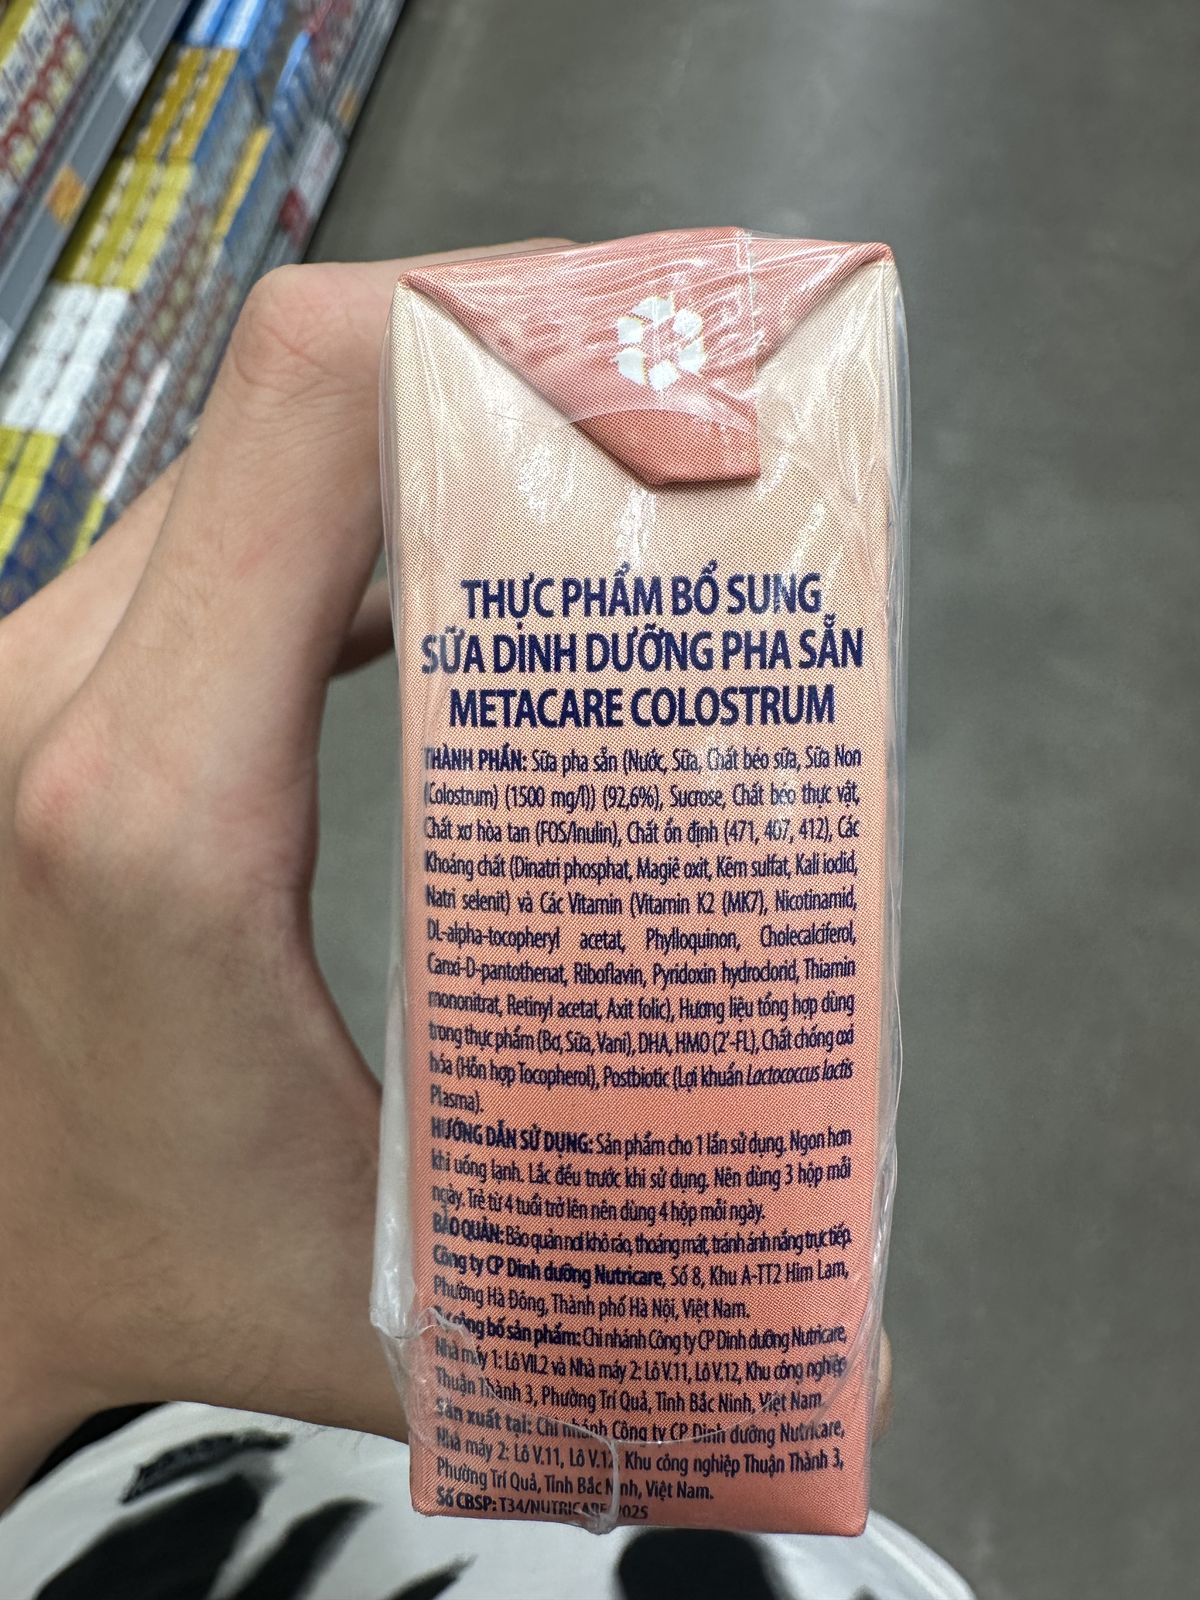 THỰC PHẨM BỔ SUNG
SỮA DINH DƯỠNG PHA SẴN
METACARE COLOSTRUM
THÀNH PHẦN: Sữa pha sẵn (Nước, Sữa, Chất béo sữa, Sữa Non
(Colostrum) (1500 mg/l)) (92,6%), Sucrose, Chất béo thực vật,
Chất xơ hòa tan (FOS/Inulin), Chất ổn định (471, 407, 412), Các
Khoáng chất (Dinatri phosphat, Magiê oxit, Kẽm sulfat, Kali iodid,
Natri selenit) và Các Vitamin (Vitamin K2 (MK7), Nicotinamid,
DL-alpha-tocopheryl acetat, Phylloquinon, Cholecalciferol,
Canxi-D-pantothenat, Riboflavin, Pyridoxin hydroclorid, Thiamin
mononitrat, Retinyl acetat, Axit folic), Hương liệu tổng hợp dùng
trong thực phẩm (Bơ, Sữa, Vani), DHA, HMO (2'-FL), Chất chống oxi
hóa (Hỗn hợp Tocopherol), Postbiotic (Lợi khuẩn Lactococcus lactis
Plasma).
HƯỚNG DẪN SỬ DỤNG: Sản phẩm cho 1 lần sử dụng. Ngon hơn
khi uống lạnh. Lắc đều trước khi sử dụng. Nên dùng 3 hộp mỗi
ngày. Trẻ từ 4 tuổi trở lên nên dùng 4 hộp mỗi ngày.
BẢO QUẢN: Bảo quản nơi khô ráo, thoáng mát, tránh ánh nắng trực tiếp.
Công ty CP Dinh dưỡng Nutricare, Số 8, Khu A-TT2 Him Lam,
Phường Hà Đông, Thành phố Hà Nội, Việt Nam.
công bố sản phẩm: Chi nhánh Công ty CP Dinh dưỡng Nutricare,
Nhà máy 1: Lô VII.2 và Nhà máy 2: Lô V.11, Lô V.12, Khu công nghiệp
Thuận Thành 3, Phường Trí Quả, Tỉnh Bắc Ninh, Việt Nam.
Sản xuất tại: Chi nhánh Công ty CP Dinh dưỡng Nutricare,
Nhà máy 2: Lô V.11, Lô V.12, Khu công nghiệp Thuận Thành 3,
Phường Trí Quả, Tỉnh Bắc Ninh, Việt Nam.
Số CBSP: T34/NUTRICARE/2025